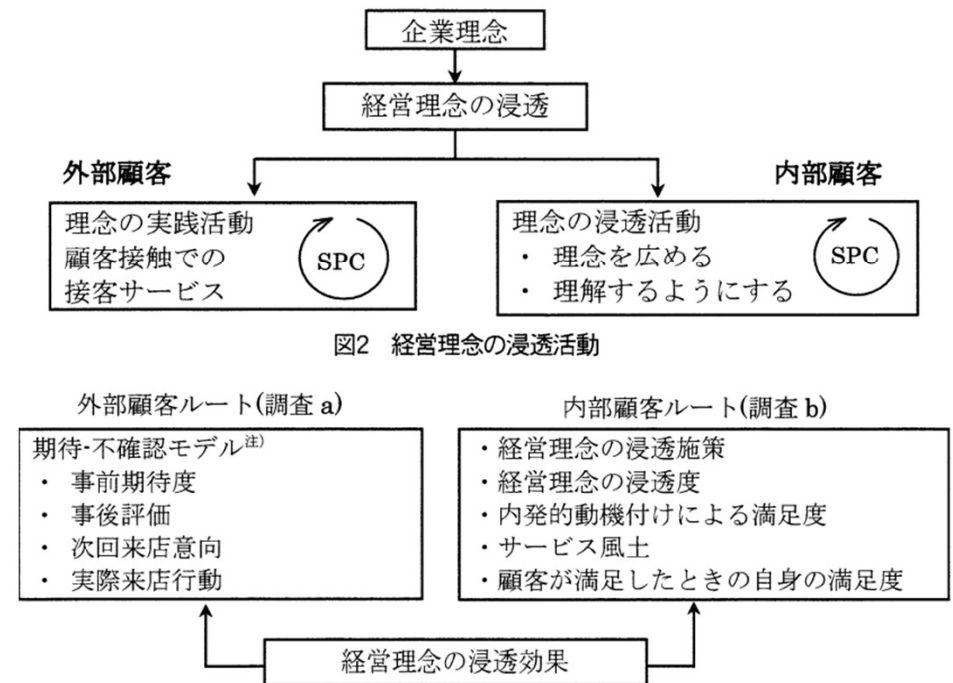 企業理念
経営理念の浸透
外部顧客
内部顧客
理念の実践活動
顧客接触での
接客サービス
SPC
理念の浸透活動
・ 理念を広める
・ 理解するようにする
SPC
図2 経営理念の浸透活動
外部顧客ルート(調査a)
期待-不確認モデル注)
・ 事前期待度
・ 事後評価
・ 次回来店意向
・ 実際来店行動
内部顧客ルート(調査b)
・経営理念の浸透施策
・経営理念の浸透度
・内発的動機付けによる満足度
・サービス風土
・顧客が満足したときの自身の満足度
経営理念の浸透効果